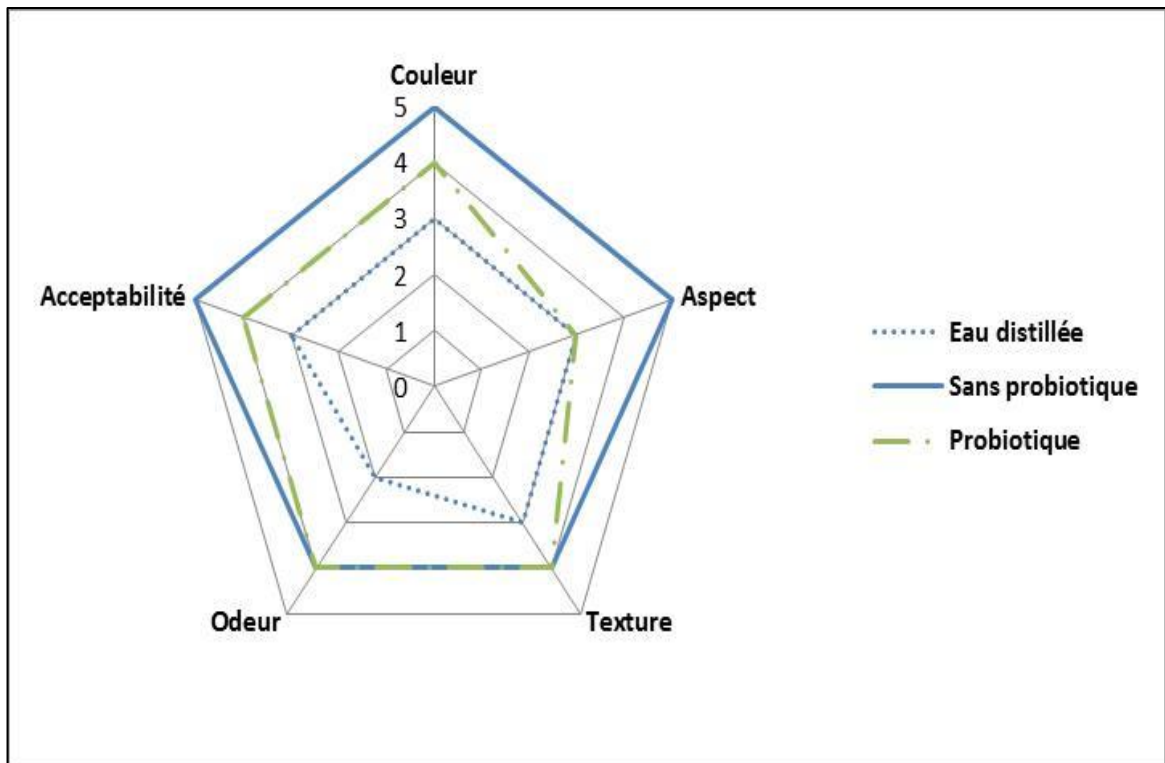 Couleur
5
4
3
2
1
0
Acceptabilité
Aspect
Odeur
Texture
Eau distillée
Sans probiotique
Probiotique